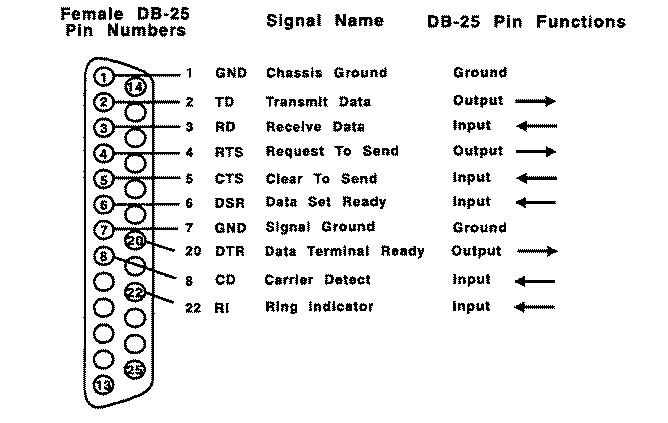 Female DB-25 Pin Numbers Signal Name DB-25 Pin Functions
1 1 GND Chassis Ground Ground
14
2 2 TD Transmit Data Output
3 3 RD Receive Data Input
4 4 RTS Request To Send Output
5 5 CTS Clear To Send Input
6 6 DSR Data Set Ready Input
7 7 GND Signal Ground Ground
20 20 DTR Data Terminal Ready Output
8 8 CD Carrier Detect Input
22 22 RI Ring Indicator Input
25
13